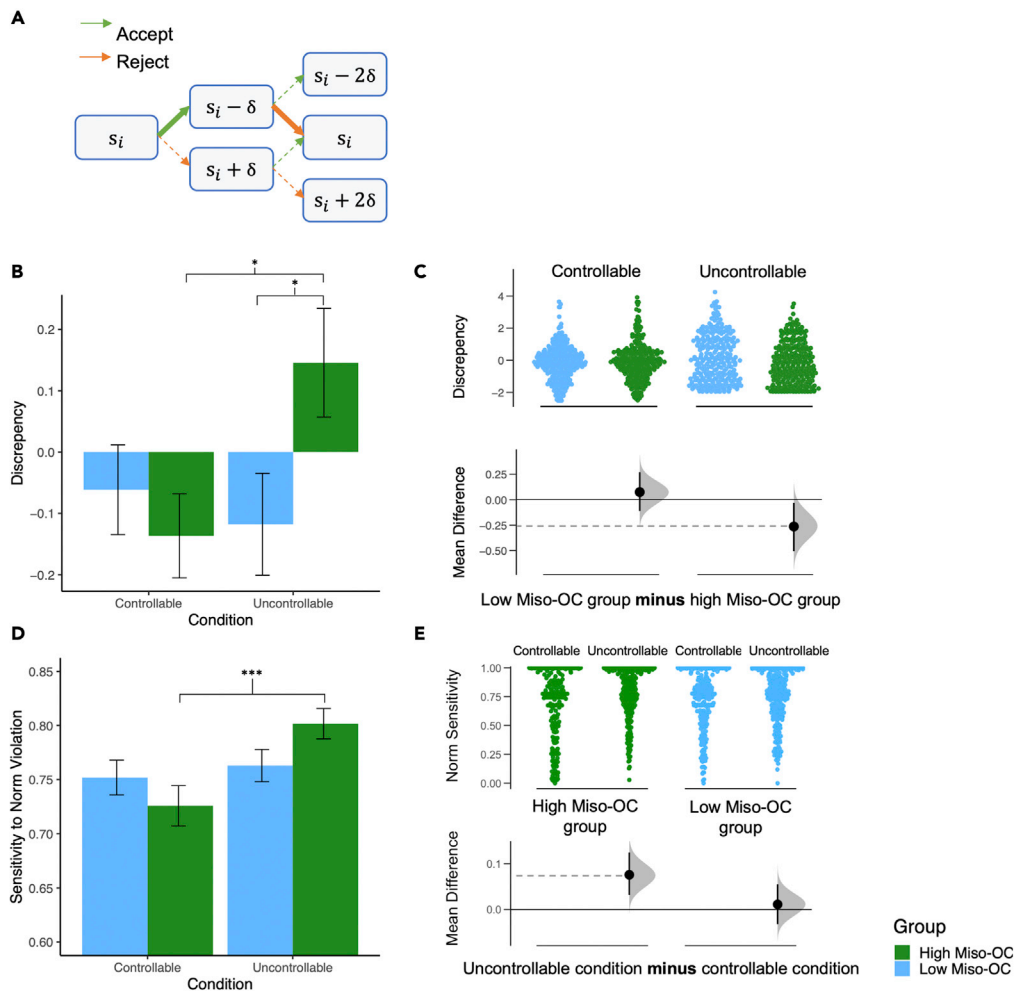 A
Accept
Reject
s_i − 2δ
s_i − δ
s_i
s_i
s_i + δ
s_i + 2δ
B
*
*
0.2
0.1
0.0
−0.1
−0.2
Discrepency
Controllable
Uncontrollable
Condition
C
Controllable
Uncontrollable
4
2
0
−2
Discrepency
0.25
0.00
−0.25
−0.50
Mean Difference
Low Miso-OC group minus high Miso-OC group
D
***
0.85
0.80
0.75
0.70
0.65
0.60
Sensitivity to Norm Violation
Controllable
Uncontrollable
Condition
E
Controllable Uncontrollable Controllable Uncontrollable
1.00
0.75
0.50
0.25
0.00
Norm Sensitivity
High Miso-OC
group
Low Miso-OC
group
0.1
0.0
Mean Difference
Uncontrollable condition minus controllable condition
Group
High Miso-OC
Low Miso-OC